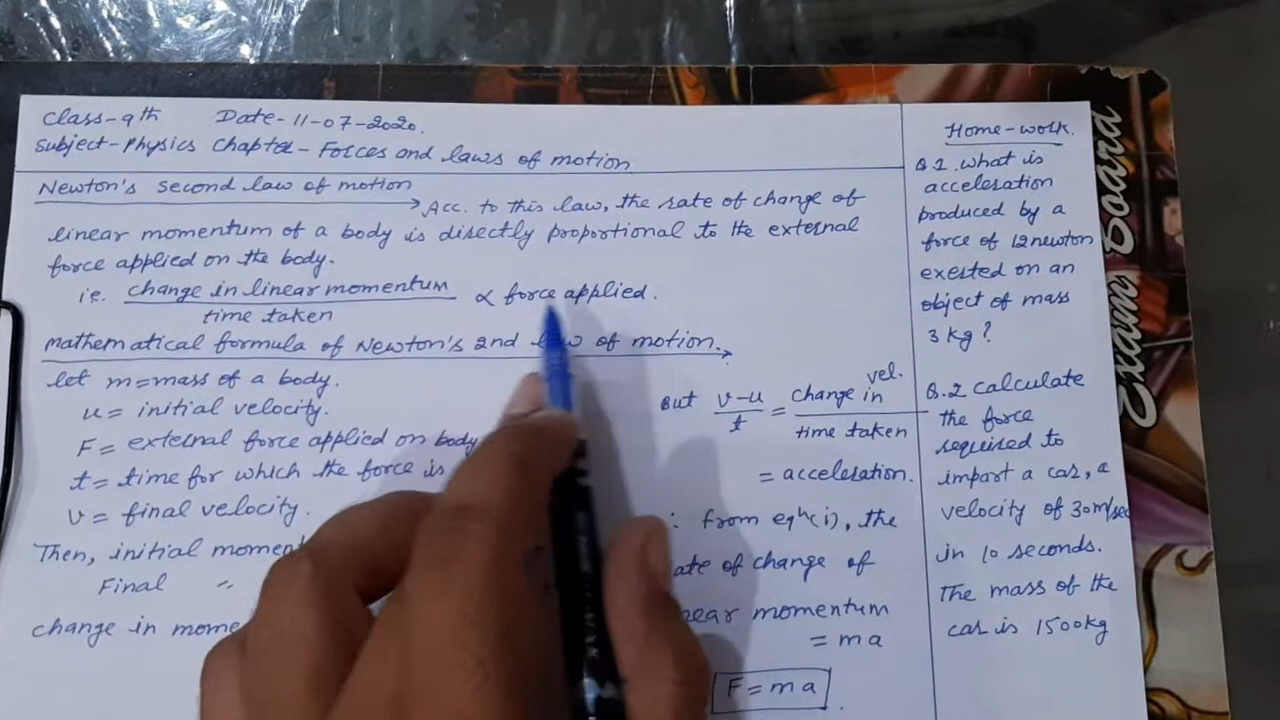 Class-9th Date-11-07-2020.
Subject-Physics Chapter-Forces and laws of motion
Newton's second law of motion
Acc. to this law, the rate of change of
linear momentum of a body is directly proportional to the external
force applied on the body.
i.e. change in linear momentum
time taken
∝ force applied.
mathematical formula of Newton's 2nd law of motion.
let m=mass of a body.
u= initial velocity.
F= external force applied on body
t= time for which the force is
v= final velocity.
Then, initial
Final "
change in
But v-u
t
= change in vel.
time taken
= acceleration.
: from eqn(i), the
of change of
momentum
= ma
F=ma
Home-work.
Q.1. what is
acceleration
produced by a
force of 12newton
exerted on an
object of mass
3 kg?
Q.2 calculate
the force
required to
impart a car, a
velocity of 30m/sec
in 10 seconds.
The mass of the
car is 1500kg
Exam Board